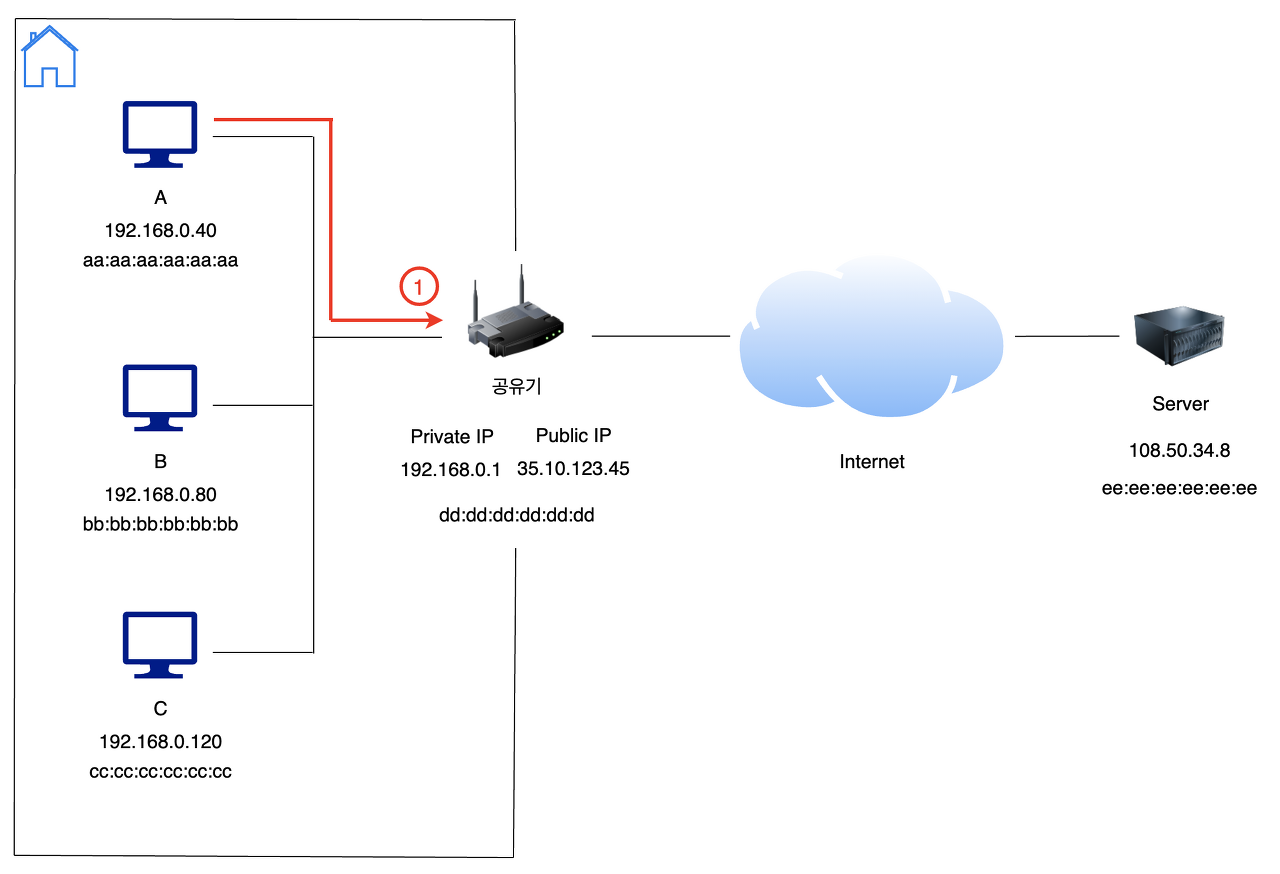 A
192.168.0.40
aa:aa:aa:aa:aa:aa
1
B
192.168.0.80
bb:bb:bb:bb:bb:bb
C
192.168.0.120
cc:cc:cc:cc:cc:cc
공유기
Private IP Public IP
192.168.0.1 35.10.123.45
dd:dd:dd:dd:dd:dd
Internet
Server
108.50.34.8
ee:ee:ee:ee:ee:ee